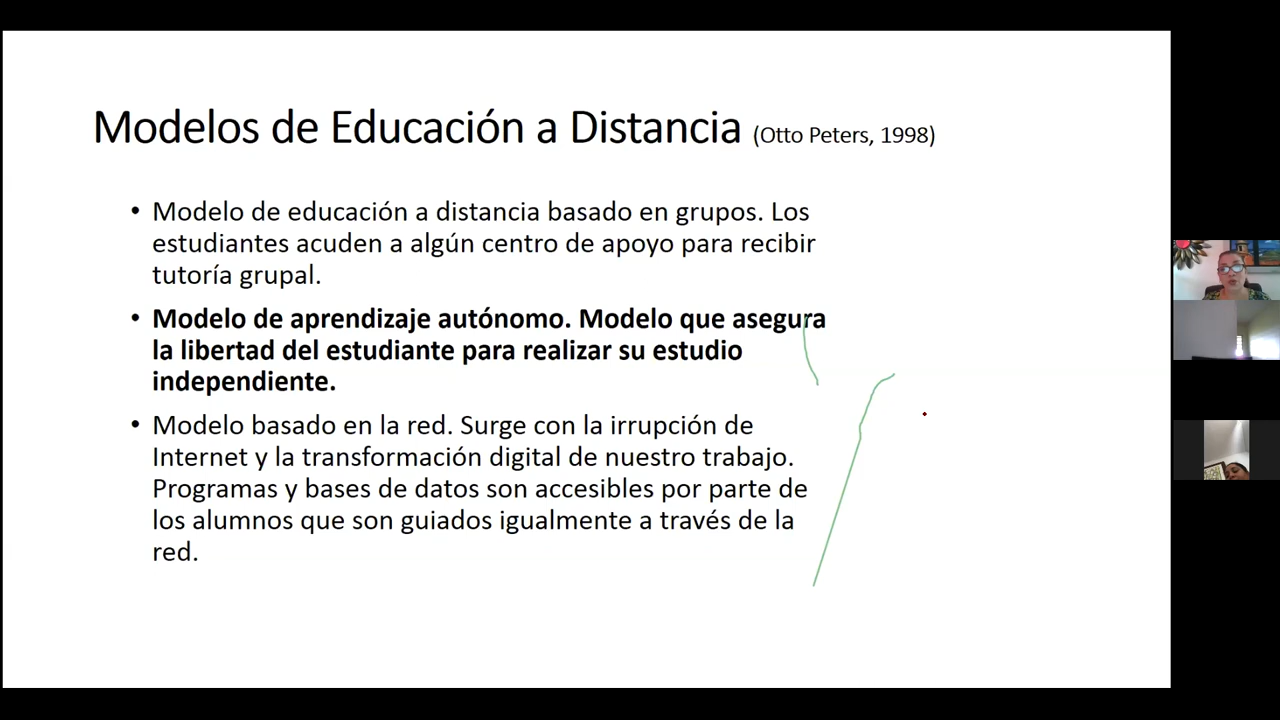 Modelos de Educación a Distancia (Otto Peters, 1998)
• Modelo de educación a distancia basado en grupos. Los
estudiantes acuden a algún centro de apoyo para recibir
tutoría grupal.
• Modelo de aprendizaje autónomo. Modelo que asegura
la libertad del estudiante para realizar su estudio
independiente.
• Modelo basado en la red. Surge con la irrupción de
Internet y la transformación digital de nuestro trabajo.
Programas y bases de datos son accesibles por parte de
los alumnos que son guiados igualmente a través de la
red.